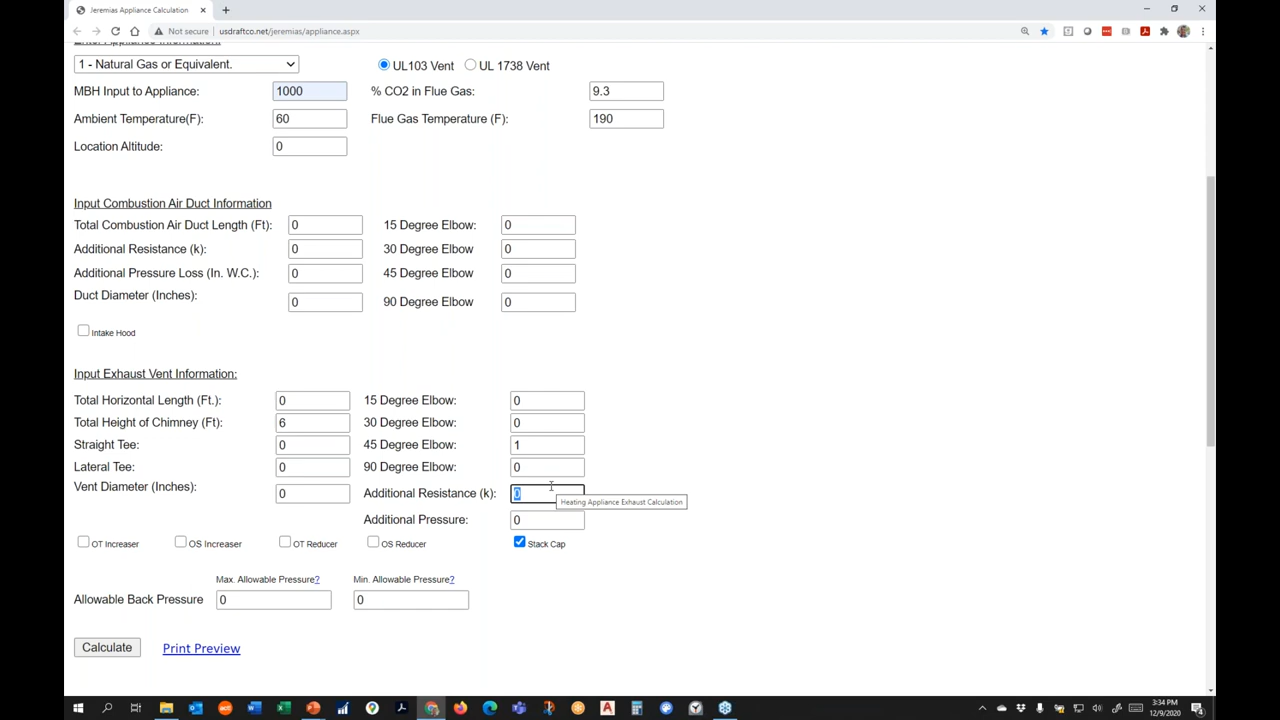 Jeremias Appliance Calculation
Not secure usdraftco.net/jeremias/appliance.aspx
Enter Appliance Information:
1 - Natural Gas or Equivalent. UL103 Vent UL 1738 Vent
MBH Input to Appliance: 1000 % CO2 in Flue Gas: 9.3
Ambient Temperature(F): 60 Flue Gas Temperature (F): 190
Location Altitude: 0
Input Combustion Air Duct Information
Total Combustion Air Duct Length (Ft): 0 15 Degree Elbow: 0
Additional Resistance (k): 0 30 Degree Elbow 0
Additional Pressure Loss (In. W.C.): 0 45 Degree Elbow 0
Duct Diameter (Inches): 0 90 Degree Elbow 0
Intake Hood
Input Exhaust Vent Information:
Total Horizontal Length (Ft.): 0 15 Degree Elbow: 0
Total Height of Chimney (Ft): 6 30 Degree Elbow: 0
Straight Tee: 0 45 Degree Elbow: 1
Lateral Tee: 0 90 Degree Elbow: 0
Vent Diameter (Inches): 0 Additional Resistance (k): 0
Heating Appliance Exhaust Calculation
Additional Pressure: 0
OT Increaser OS Increaser OT Reducer OS Reducer Stack Cap
Max. Allowable Pressure? Min. Allowable Pressure?
Allowable Back Pressure 0 0
Calculate Print Preview
3:34 PM
12/9/2020